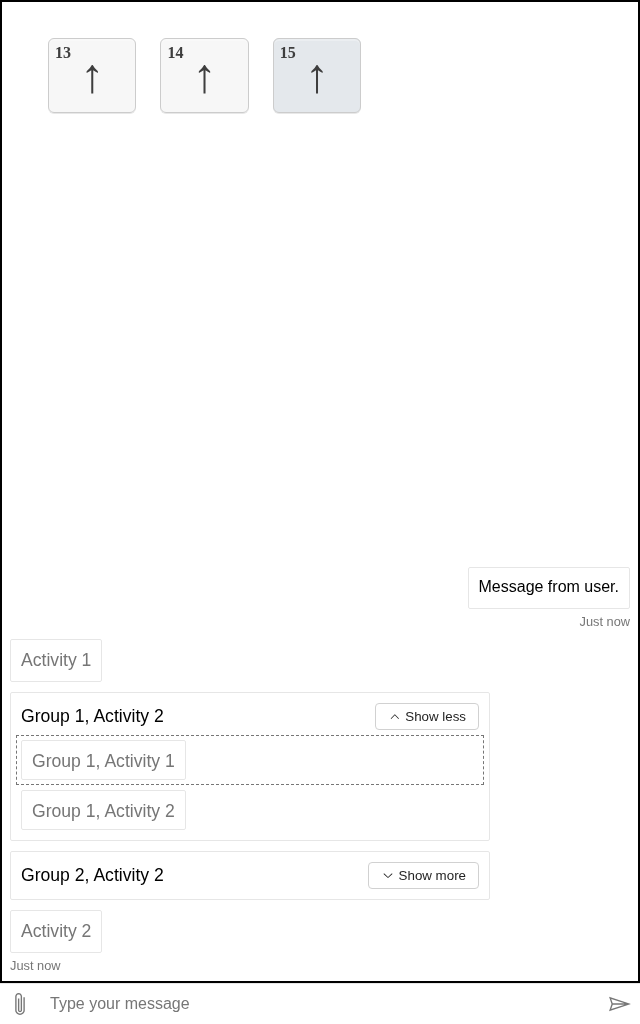 13
14
15
↑
↑
↑
Message from user.
Just now
Activity 1
Group 1, Activity 2
Show less
Group 1, Activity 1
Group 1, Activity 2
Group 2, Activity 2
Show more
Activity 2
Just now
Type your message